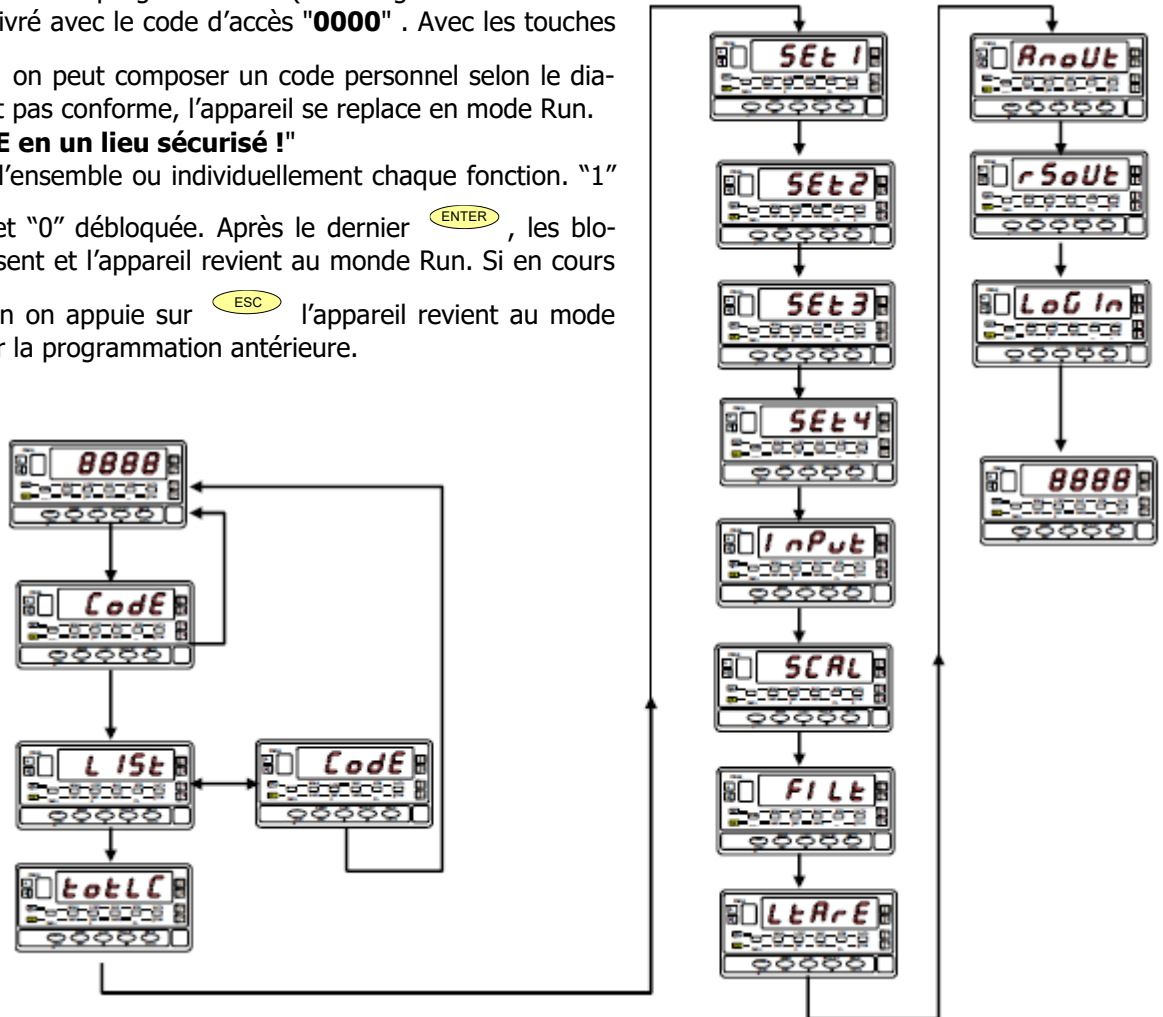 ivré avec le code d'accès "0000" . Avec les touches
on peut composer un code personnel selon le dia-
t pas conforme, l'appareil se replace en mode Run.
E en un lieu sécurisé !"
l'ensemble ou individuellement chaque fonction. “1”
et “0” débloquée. Après le dernier ENTER , les blo-
sent et l'appareil revient au monde Run. Si en cours
n on appuie sur ESC l'appareil revient au mode
r la programmation antérieure.
8888
CodE
LISt
CodE
totLC
SEt 1
SEt2
SEt3
SEt4
InPut
SCAL
FILt
LtArE
AnoUt
rSoUt
LoGIn
8888